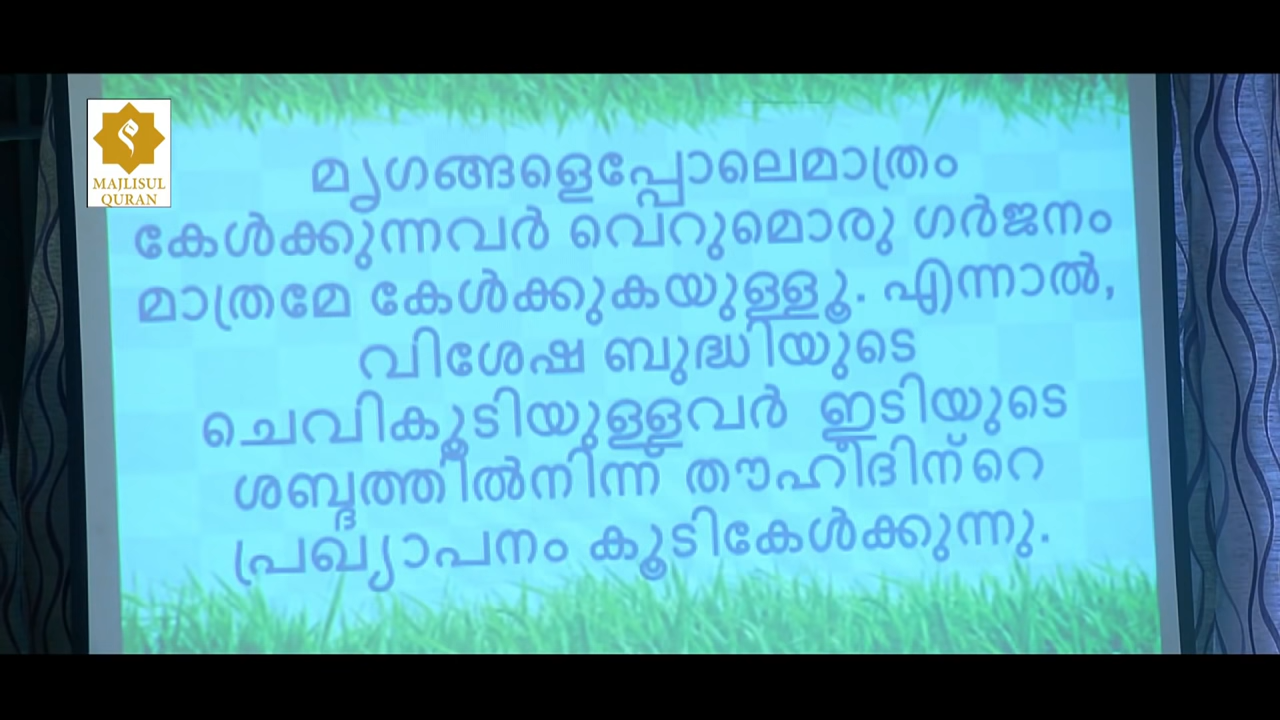 MAJLISUL
QURAN
മൃഗങ്ങളെപ്പോലെമാത്രം
കേൾക്കുന്നവർ വെറുമൊരു ഗർജനം
മാത്രമേ കേൾക്കുകയുള്ളൂ. എന്നാൽ,
വിശേഷ ബുദ്ധിയുടെ
ചെവികൂടിയുള്ളവർ ഇടിയുടെ
ശബ്ദത്തിൽനിന്ന് തൗഹീദിന്റെ
പ്രഖ്യാപനം കൂടികേൾക്കുന്നു.